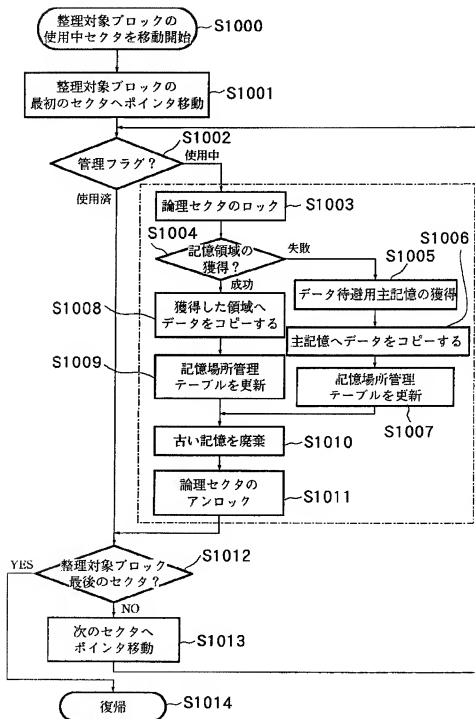 整理対象ブロックの
使用中セクタを移動開始
S1000
整理対象ブロックの
最初のセクタへポインタ移動
S1001
管理フラグ?
S1002
使用中
使用済
論理セクタのロック
S1003
S1004
記憶領域の
獲得?
失敗
成功
S1005
データ待避用主記憶の獲得
S1006
主記憶へデータをコピーする
記憶場所管理
テーブルを更新
S1007
S1008
獲得した領域へ
データをコピーする
S1009
記憶場所管理
テーブルを更新
古い記憶を廃棄
S1010
論理セクタの
アンロック
S1011
YES
整理対象ブロック
最後のセクタ?
S1012
NO
次のセクタへ
ポインタ移動
S1013
復帰
S1014